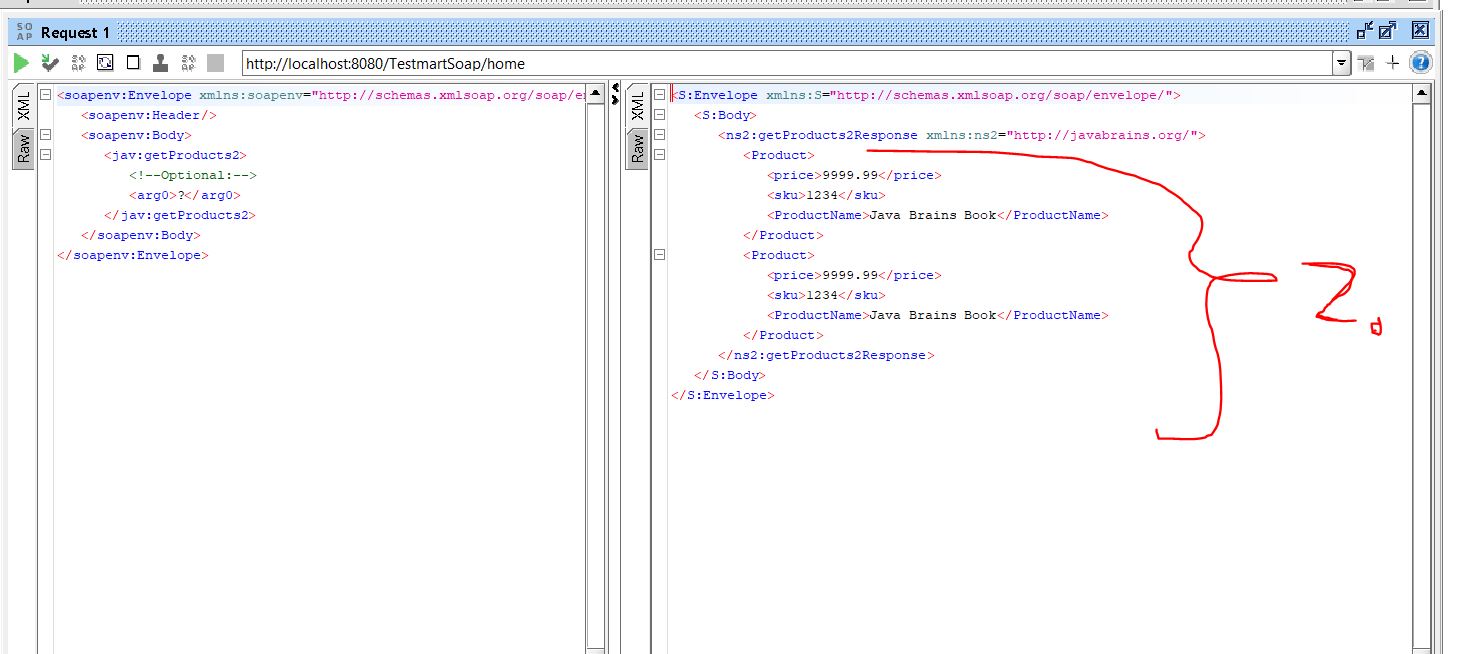 SO
AP
Request 1
http://localhost:8080/TestmartSoap/home
XML
Raw
<soapenv:Envelope xmlns:soapenv="http://schemas.xmlsoap.org/soap/e
<soapenv:Header/>
<soapenv:Body>
<jav:getProducts2>
<!--Optional:-->
<arg0>?</arg0>
</jav:getProducts2>
</soapenv:Body>
</soapenv:Envelope>
XML
Raw
<S:Envelope xmlns:S="http://schemas.xmlsoap.org/soap/envelope/">
<S:Body>
<ns2:getProducts2Response xmlns:ns2="http://javabrains.org/">
<Product>
<price>9999.99</price>
<sku>1234</sku>
<ProductName>Java Brains Book</ProductName>
</Product>
<Product>
<price>9999.99</price>
<sku>1234</sku>
<ProductName>Java Brains Book</ProductName>
</Product>
</ns2:getProducts2Response>
</S:Body>
</S:Envelope>
2.